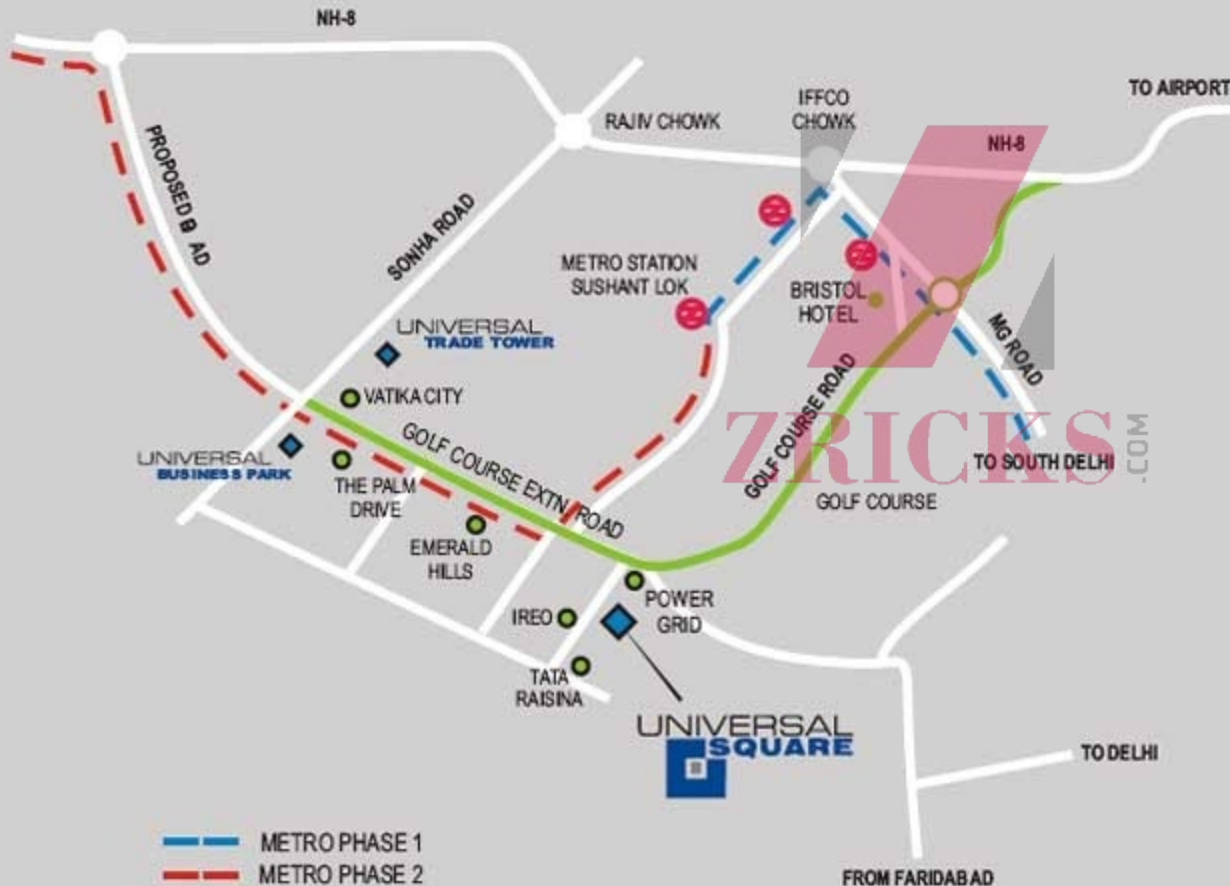 NH-8
TO AIRPORT
IFFCO
CHOWK
RAJIV CHOWK
NH-8
PROPOSED AD
SONHA ROAD
METRO STATION
SUSHANT LOK
BRISTOL
HOTEL
MG ROAD
UNIVERSAL
TRADE TOWER
VATIKA CITY
GOLF COURSE ROAD
ZRICKS
.COM
GOLF COURSE EXTN. ROAD
UNIVERSAL
BUSINESS PARK
TO SOUTH DELHI
THE PALM
DRIVE
GOLF COURSE
EMERALD
HILLS
IREO
POWER
GRID
TATA
RAISINA
UNIVERSAL
SQUARE
TO DELHI
METRO PHASE 1
METRO PHASE 2
FROM FARIDABAD